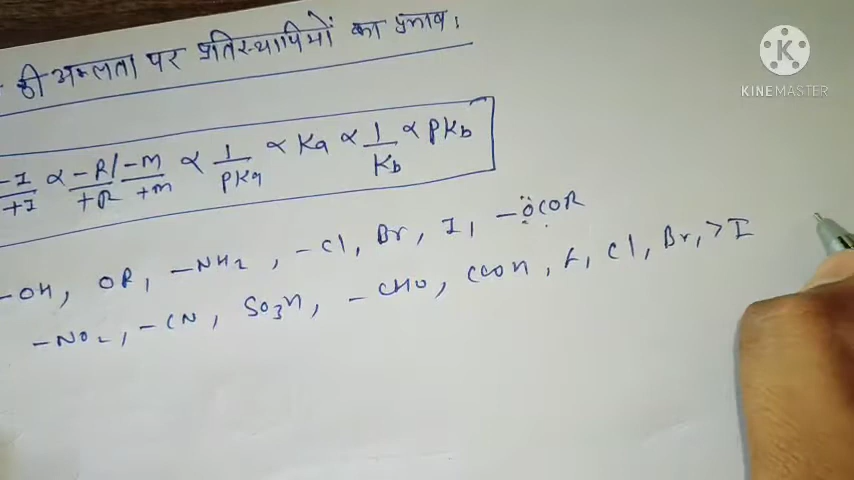 की अम्लता पर प्रतिस्थापियों का प्रभाव।
-I/+I ∝ -R/+R / -M/+M ∝ 1/PKa ∝ Ka ∝ 1/Kb ∝ PKb
-OH, OR, -NH2, -Cl, Br, I, -ÖCOR
-NO2, -CN, SO3H, -CHO, COOH, F, Cl, Br, > I
K
KINEMASTER